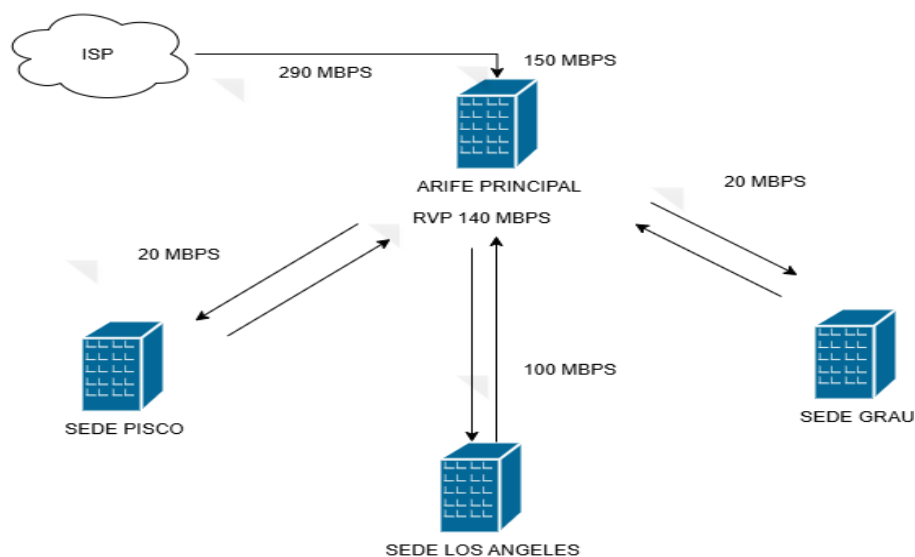 ISP
290 MBPS
150 MBPS
ARIFE PRINCIPAL
RVP 140 MBPS
20 MBPS
20 MBPS
100 MBPS
SEDE PISCO
SEDE GRAU
SEDE LOS ANGELES